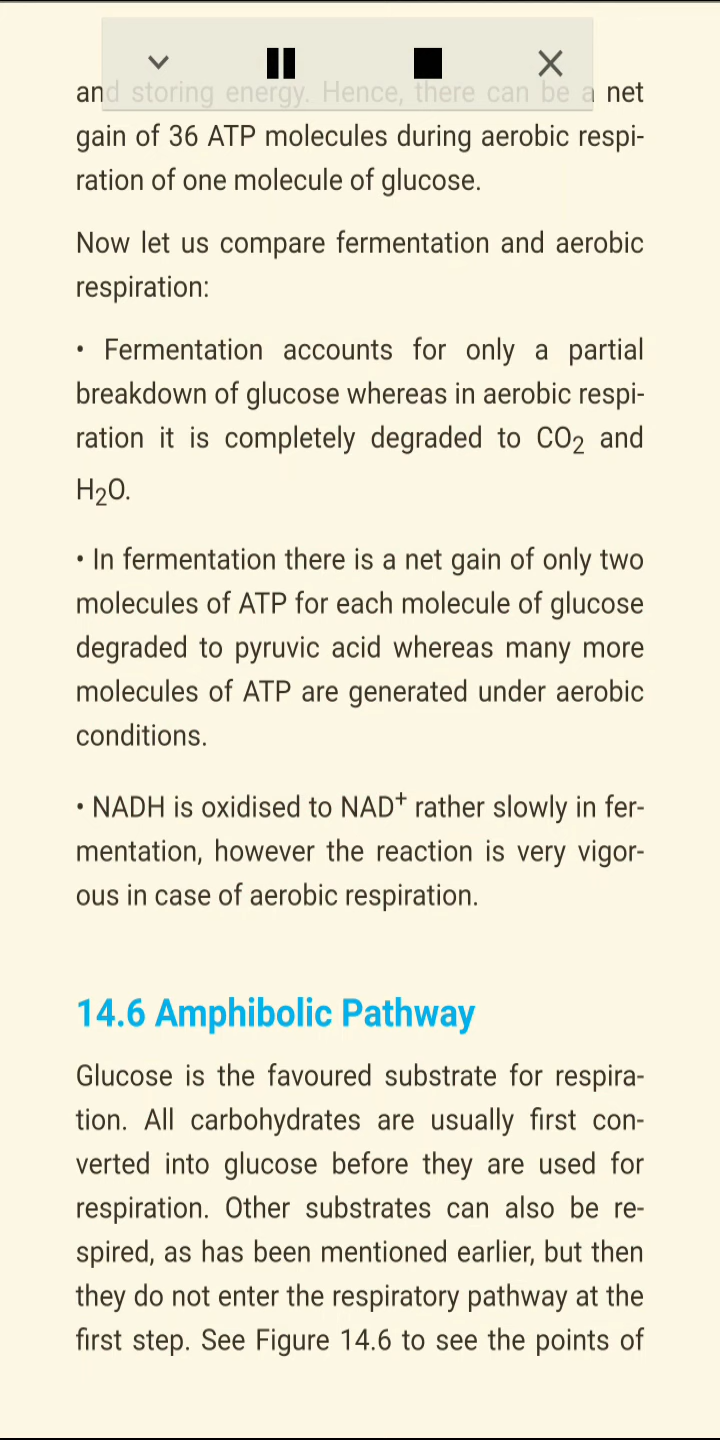 and storing energy. Hence, there can be a net
gain of 36 ATP molecules during aerobic respi-
ration of one molecule of glucose.
Now let us compare fermentation and aerobic
respiration:
• Fermentation accounts for only a partial
breakdown of glucose whereas in aerobic respi-
ration it is completely degraded to CO₂ and
H₂O.
• In fermentation there is a net gain of only two
molecules of ATP for each molecule of glucose
degraded to pyruvic acid whereas many more
molecules of ATP are generated under aerobic
conditions.
• NADH is oxidised to NAD⁺ rather slowly in fer-
mentation, however the reaction is very vigor-
ous in case of aerobic respiration.
14.6 Amphibolic Pathway
Glucose is the favoured substrate for respira-
tion. All carbohydrates are usually first con-
verted into glucose before they are used for
respiration. Other substrates can also be re-
spired, as has been mentioned earlier, but then
they do not enter the respiratory pathway at the
first step. See Figure 14.6 to see the points of